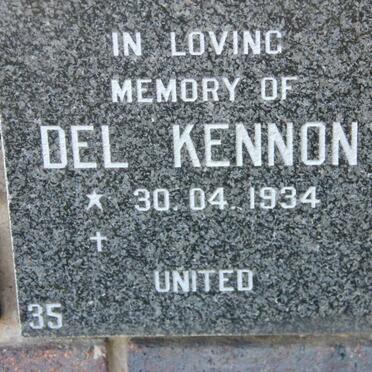 IN LOVING
MEMORY OF
DEL KENNON
* 30.04.1934
†
UNITED
35